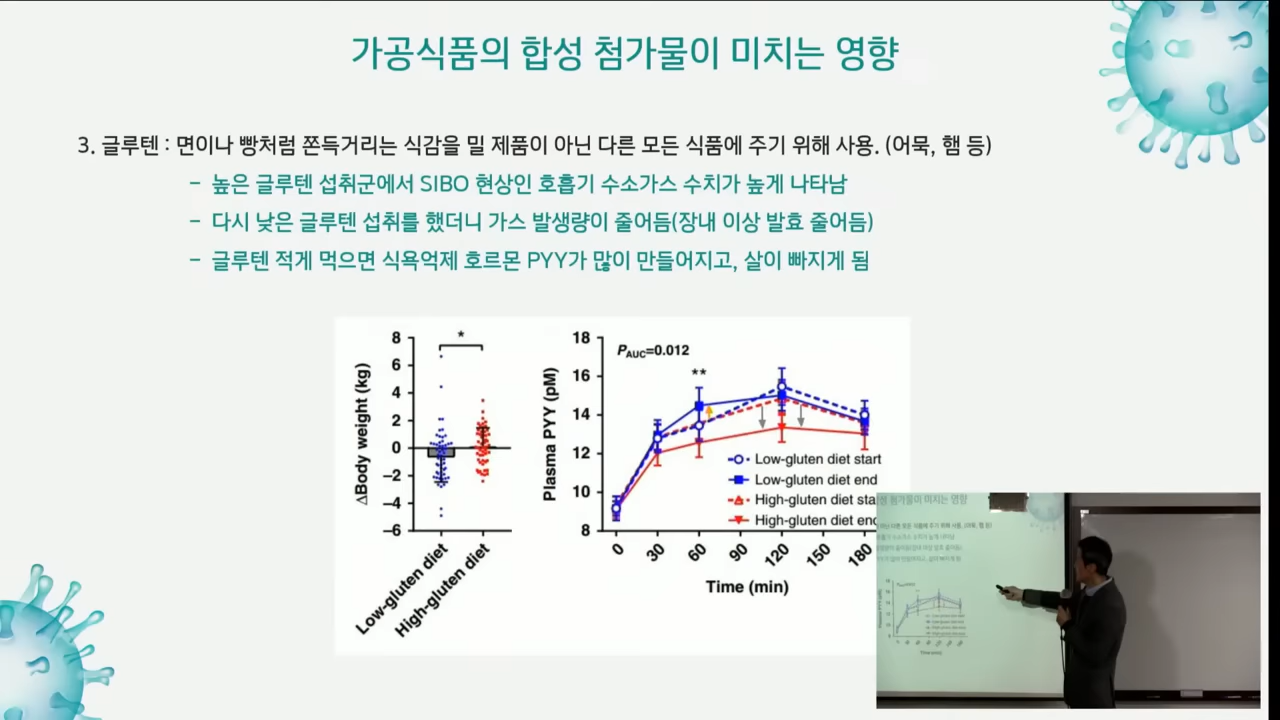 가공식품의 합성 첨가물이 미치는 영향
3. 글루텐 : 면이나 빵처럼 쫀득거리는 식감을 밀 제품이 아닌 다른 모든 식품에 주기 위해 사용. (어묵, 햄 등)
– 높은 글루텐 섭취군에서 SIBO 현상인 호흡기 수소가스 수치가 높게 나타남
– 다시 낮은 글루텐 섭취를 했더니 가스 발생량이 줄어듬(장내 이상 발효 줄어듬)
– 글루텐 적게 먹으면 식욕억제 호르몬 PYY가 많이 만들어지고, 살이 빠지게 됨
ΔBody weight (kg)
8
6
4
2
0
–2
–4
–6
*
Low-gluten diet
High-gluten diet
Plasma PYY (pM)
18
16
14
12
10
8
PAUC=0.012
**
Low-gluten diet start
Low-gluten diet end
High-gluten diet sta
High-gluten diet end
0 30 60 90 120 150 180
Time (min)